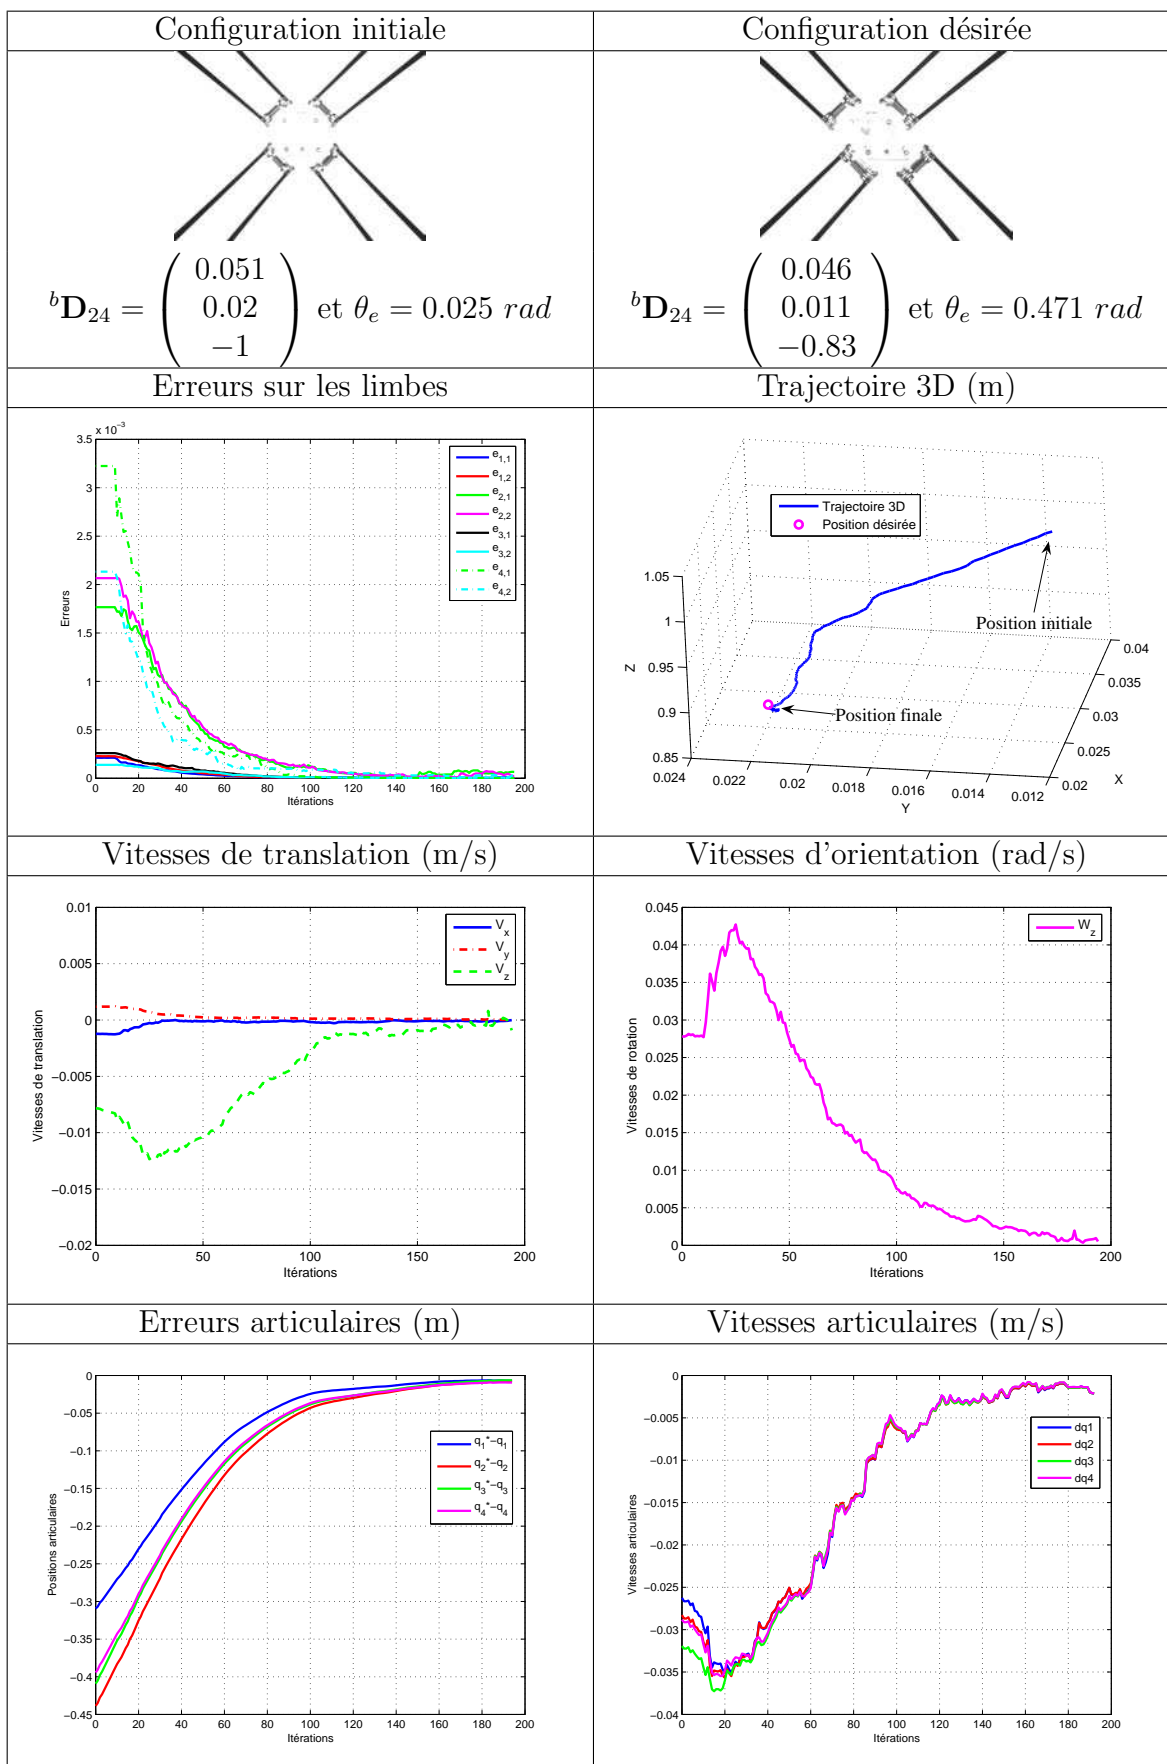 Configuration initiale
Configuration désirée
ᵇD₂₄ = ( 0.051 0.02 −1 ) et θₑ = 0.025 rad
ᵇD₂₄ = ( 0.046 0.011 −0.83 ) et θₑ = 0.471 rad
Erreurs sur les limbes
Trajectoire 3D (m)
x 10⁻³
3.5
3
2.5
2
1.5
1
0.5
0
Erreurs
0 20 40 60 80 100 120 140 160 180 200
Itérations
e1,1
e1,2
e2,1
e2,2
e3,1
e3,2
e4,1
e4,2
Trajectoire 3D
Position désirée
Position initiale
Position finale
1.05
1
0.95
0.9
0.85
Z
0.024 0.022 0.02 0.018 0.016 0.014 0.012
Y
0.02 0.025 0.03 0.035 0.04
X
Vitesses de translation (m/s)
Vitesses d'orientation (rad/s)
0.01
0.005
0
−0.005
−0.01
−0.015
−0.02
Vitesses de translation
0 50 100 150 200
Itérations
Vx
Vy
Vz
0.045
0.04
0.035
0.03
0.025
0.02
0.015
0.01
0.005
0
Vitesses de rotation
0 50 100 150 200
Itérations
Wz
Erreurs articulaires (m)
Vitesses articulaires (m/s)
0
−0.05
−0.1
−0.15
−0.2
−0.25
−0.3
−0.35
−0.4
−0.45
Positions articulaires
0 20 40 60 80 100 120 140 160 180 200
Itérations
q1*−q1
q2*−q2
q3*−q3
q4*−q4
0
−0.005
−0.01
−0.015
−0.02
−0.025
−0.03
−0.035
−0.04
Vitesses articulaires
0 20 40 60 80 100 120 140 160 180 200
Itérations
dq1
dq2
dq3
dq4